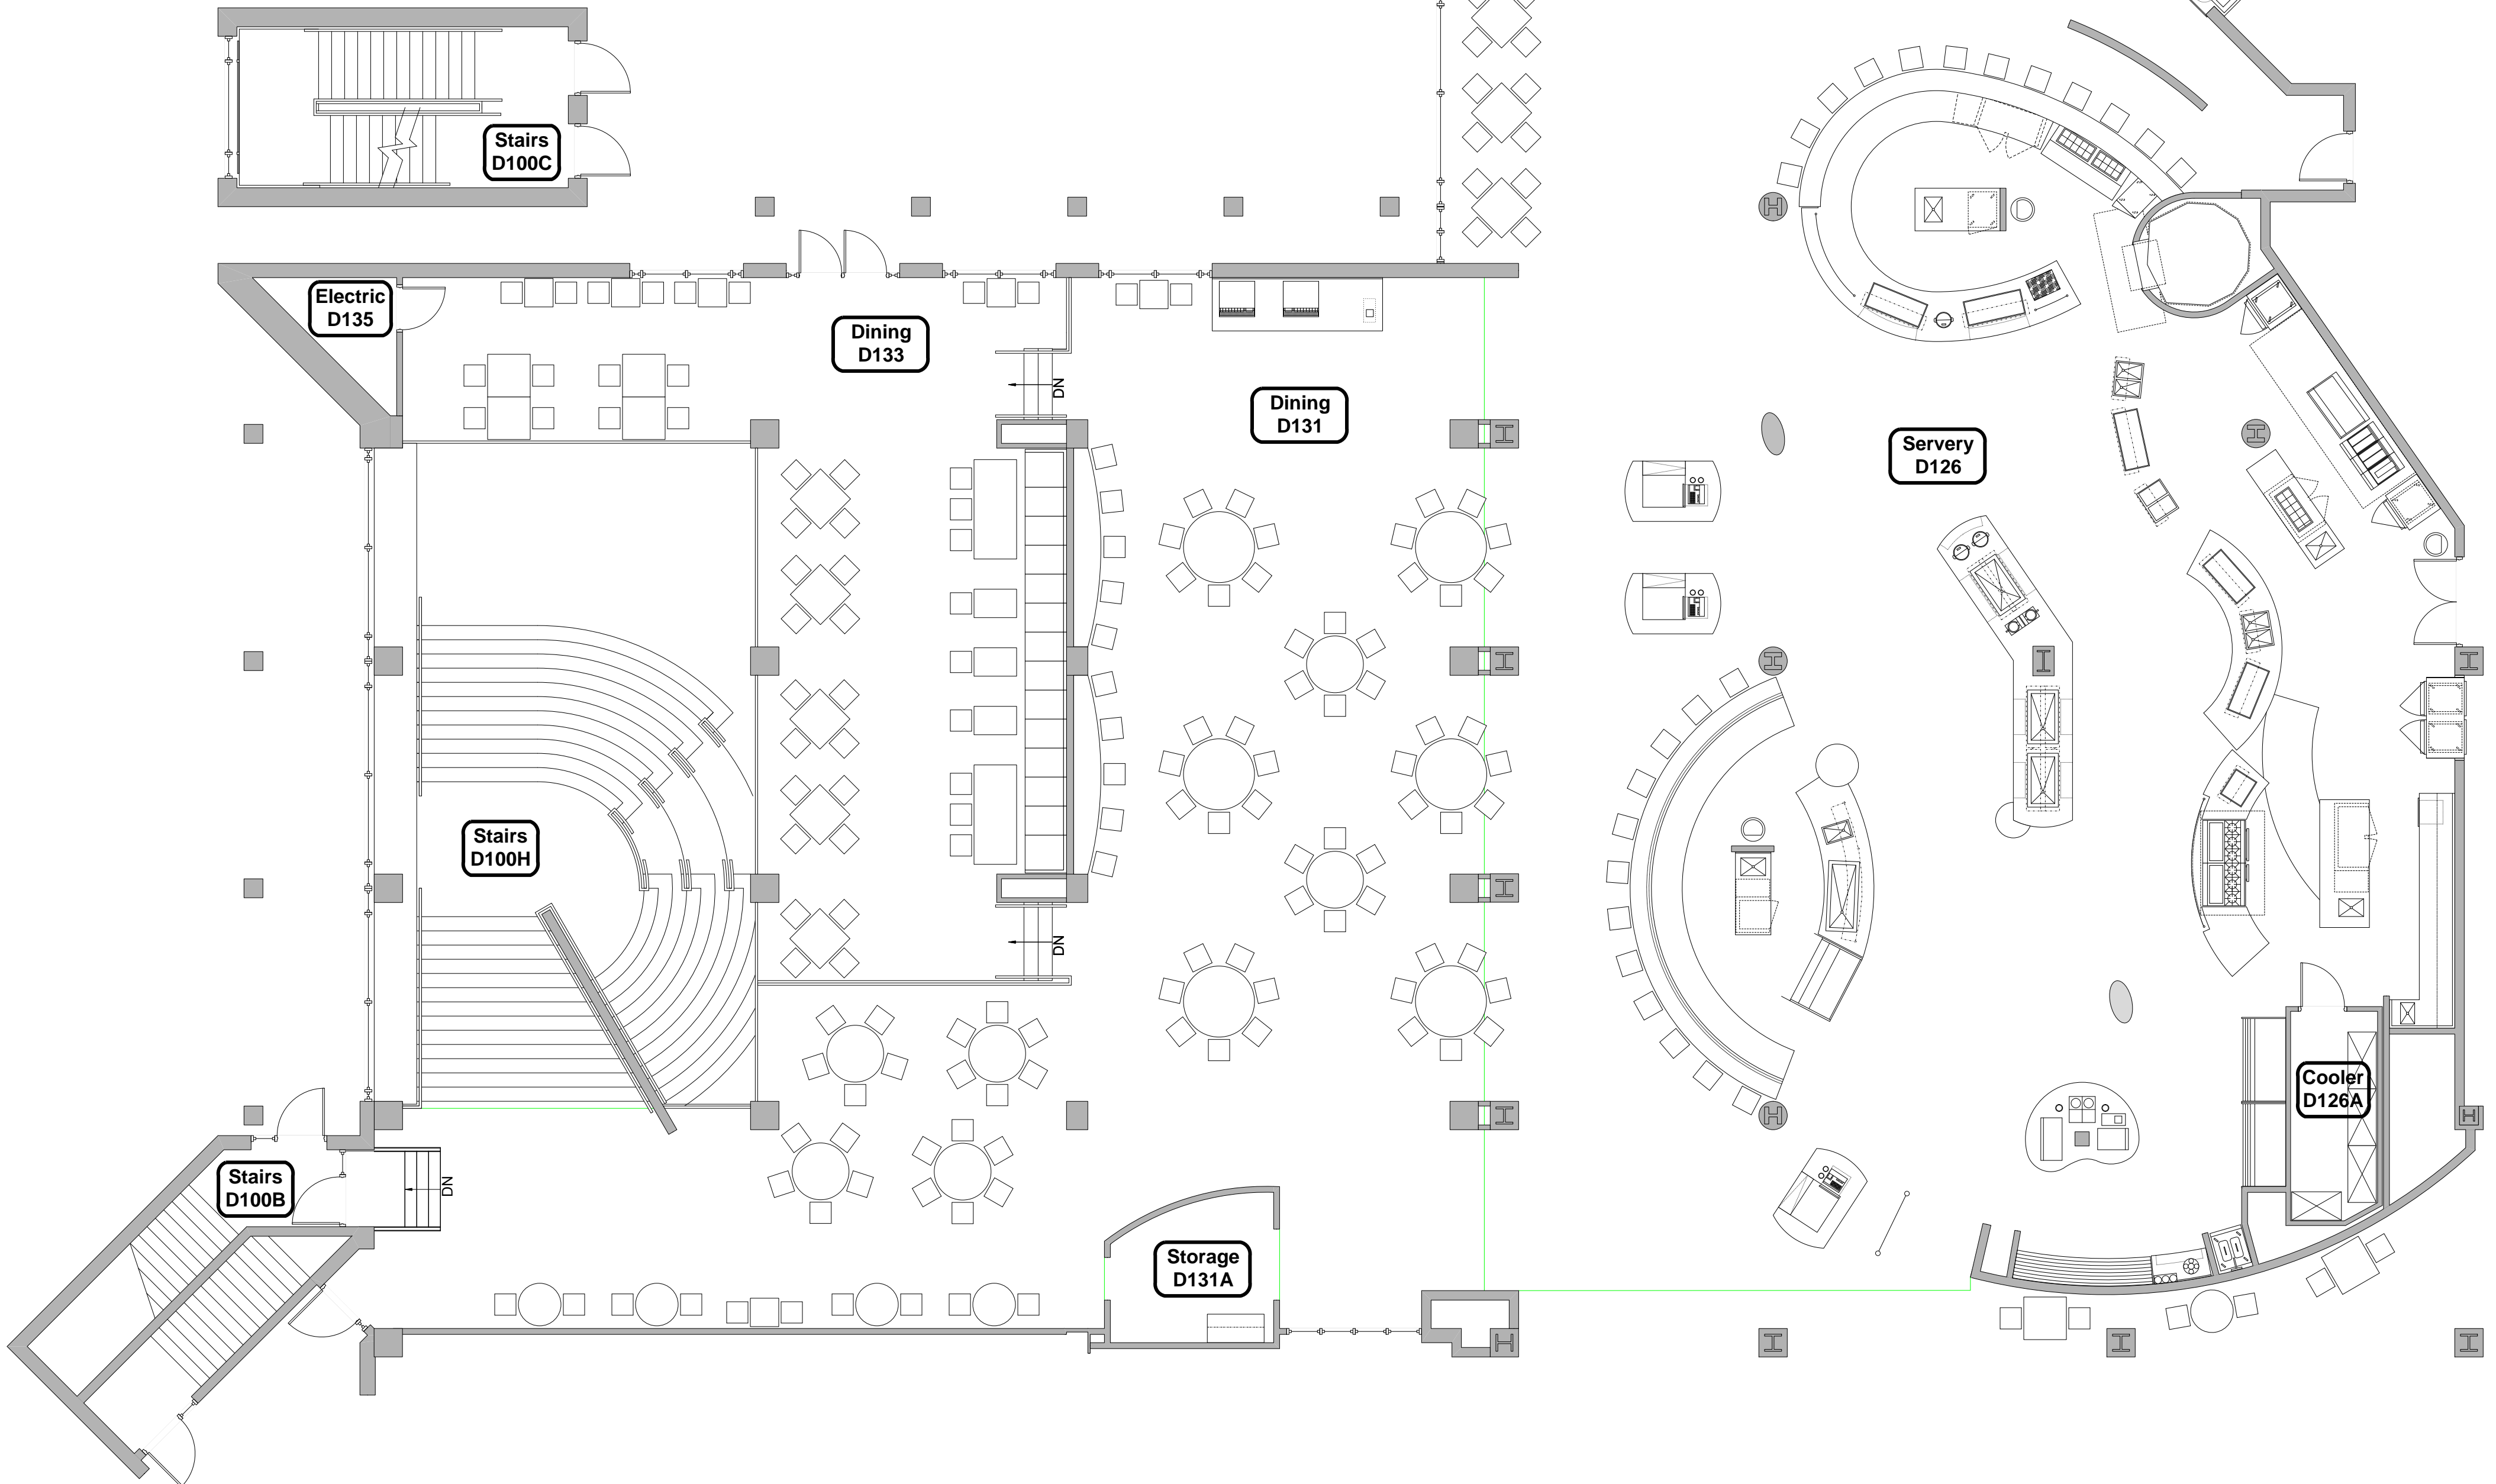 Stairs
D100C
Electric
D135
Dining
D133
DN
Dining
D131
Servery
D126
Stairs
D100H
DN
Cooler
D126A
Stairs
D100B
DN
Storage
D131A